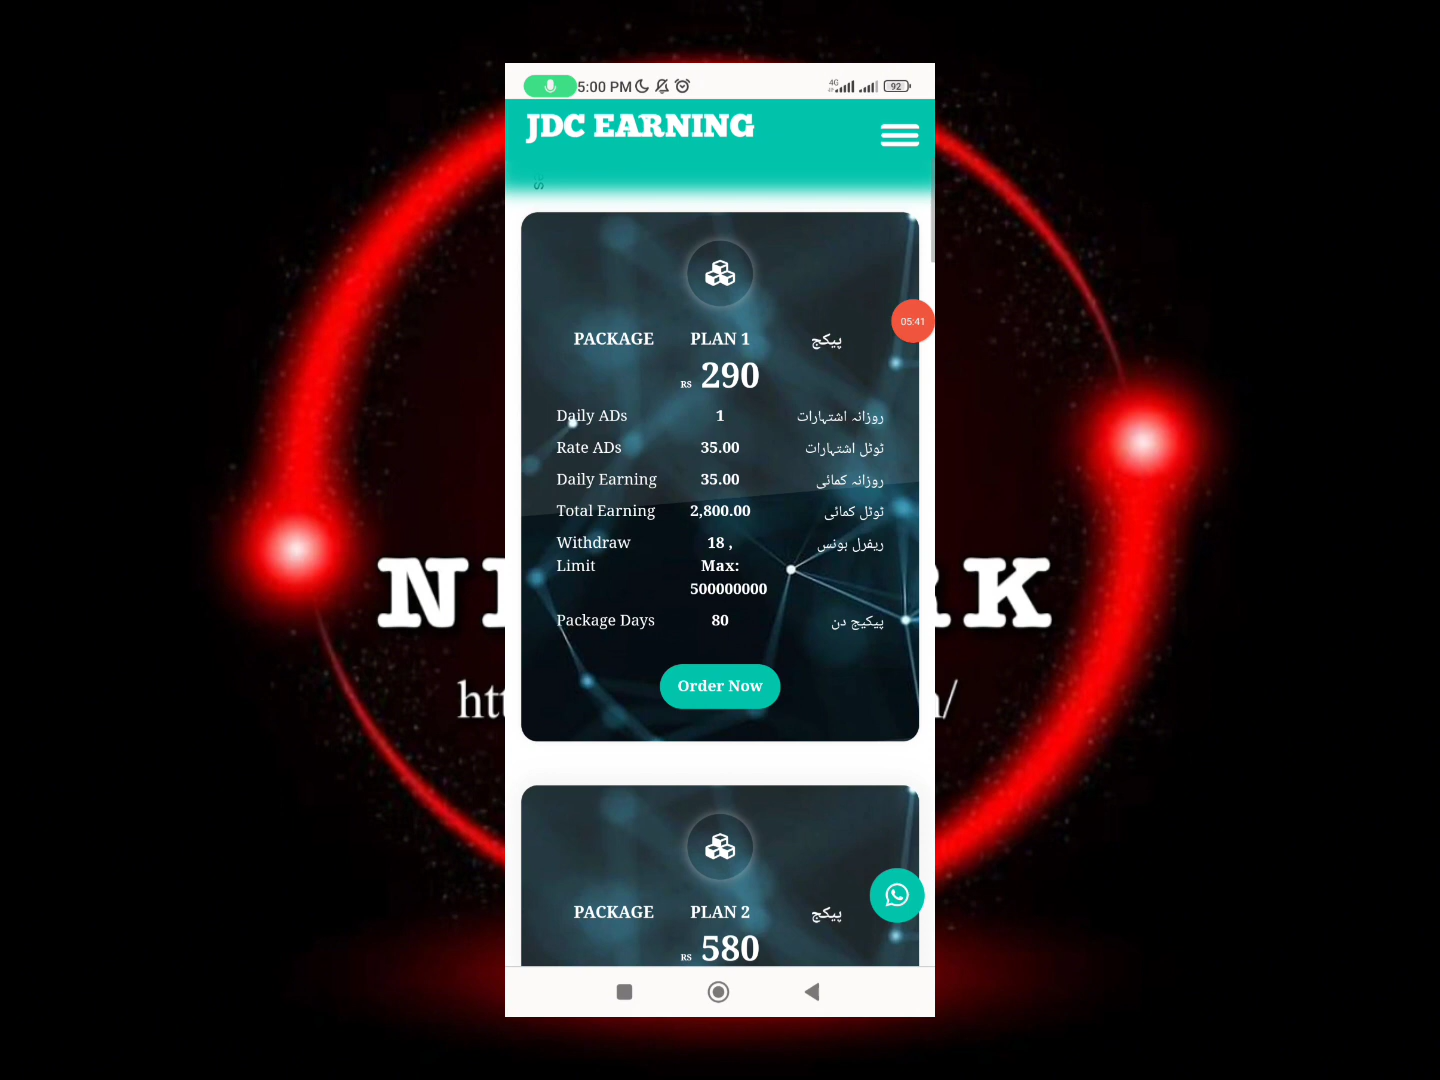 5:00 PM
4G
92
JDC EARNING
05:41
PACKAGE PLAN 1 پیکج
RS 290
Daily ADs 1 روزانہ اشتہارات
Rate ADs 35.00 ٹوٹل اشتہارات
Daily Earning 35.00 روزانہ کمائی
Total Earning 2,800.00 ٹوٹل کمائی
Withdraw Limit 18 , Max: 500000000 ریفرل بونس
Package Days 80 پیکیج دن
Order Now
PACKAGE PLAN 2 پیکج
RS 580